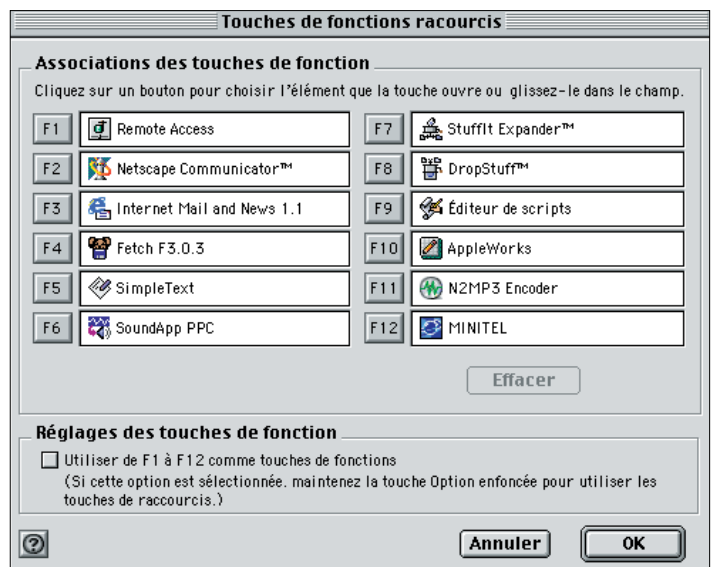 Touches de fonctions racourcis
Associations des touches de fonction
Cliquez sur un bouton pour choisir l'élément que la touche ouvre ou glissez-le dans le champ.
F1 Remote Access
F2 Netscape Communicator™
F3 Internet Mail and News 1.1
F4 Fetch F3.0.3
F5 SimpleText
F6 SoundApp PPC
F7 StuffIt Expander™
F8 DropStuff™
F9 Éditeur de scripts
F10 AppleWorks
F11 N2MP3 Encoder
F12 MINITEL
Effacer
Réglages des touches de fonction
Utiliser de F1 à F12 comme touches de fonctions
(Si cette option est sélectionnée. maintenez la touche Option enfoncée pour utiliser les
touches de raccourcis.)
?
Annuler
OK